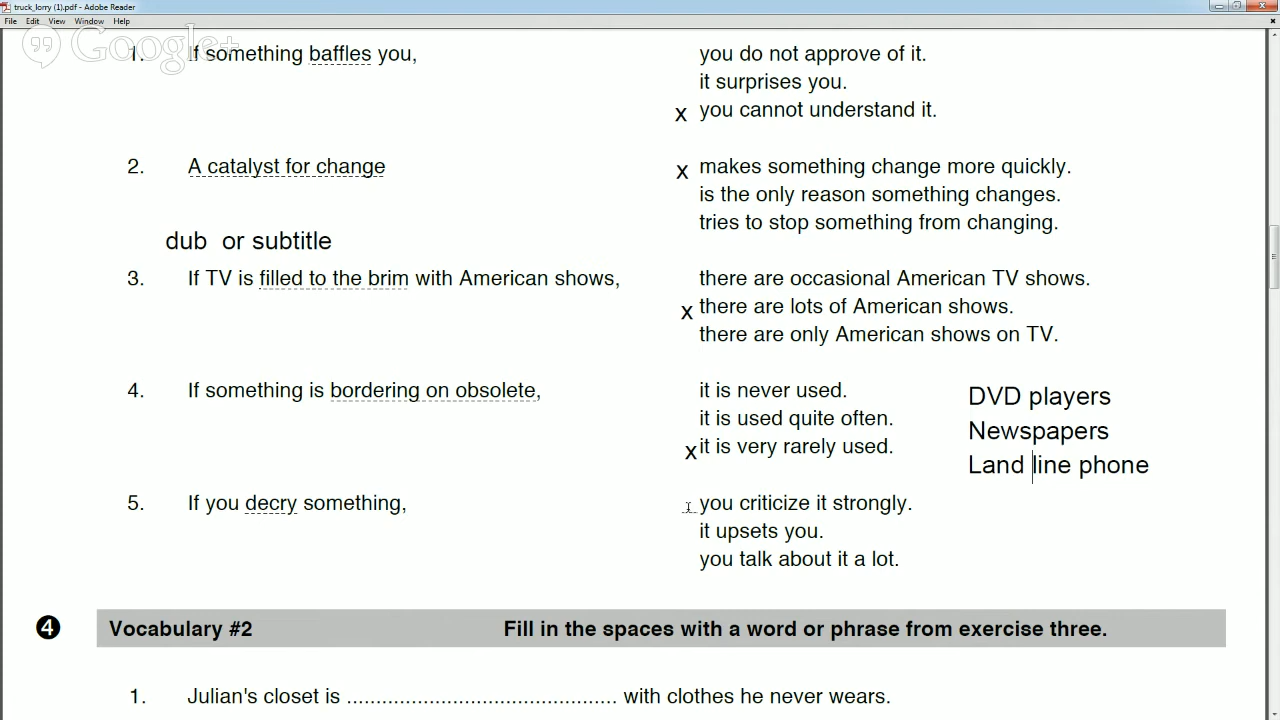 truck_lorry (1).pdf - Adobe Reader
File Edit View Window Help
Google+
1. If something baffles you, you do not approve of it.
it surprises you.
x you cannot understand it.
2. A catalyst for change x makes something change more quickly.
is the only reason something changes.
tries to stop something from changing.
dub or subtitle
3. If TV is filled to the brim with American shows, there are occasional American TV shows.
x there are lots of American shows.
there are only American shows on TV.
4. If something is bordering on obsolete, it is never used. DVD players
it is used quite often. Newspapers
x it is very rarely used. Land line phone
5. If you decry something, you criticize it strongly.
it upsets you.
you talk about it a lot.
4 Vocabulary #2 Fill in the spaces with a word or phrase from exercise three.
1. Julian's closet is ............................................. with clothes he never wears.